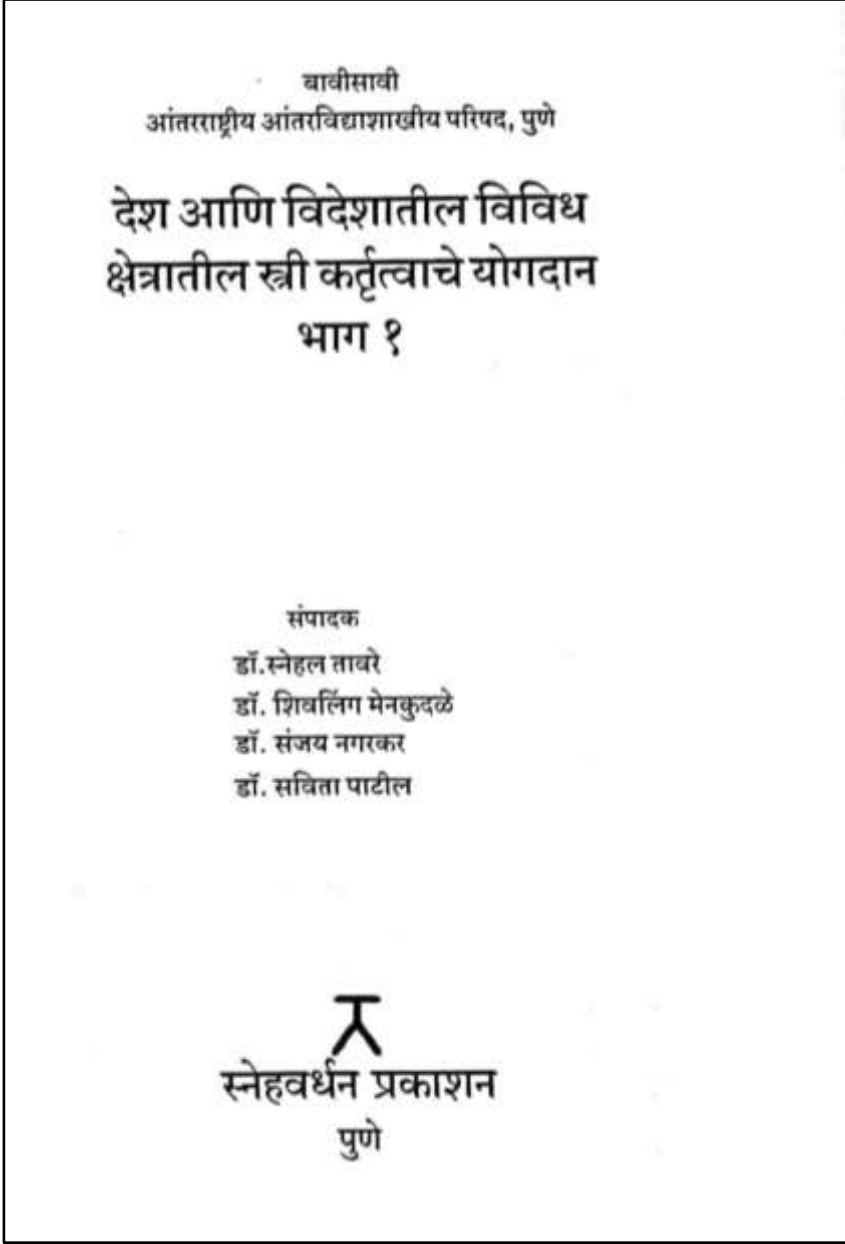 बावीसावी
आंतरराष्ट्रीय आंतरविद्याशाखीय परिषद, पुणे
देश आणि विदेशातील विविध
क्षेत्रातील स्त्री कर्तृत्वाचे योगदान
भाग १
संपादक
डॉ.स्नेहल तावरे
डॉ. शिवलिंग मेनकुदळे
डॉ. संजय नगरकर
डॉ. सविता पाटील
स्नेहवर्धन प्रकाशन
पुणे